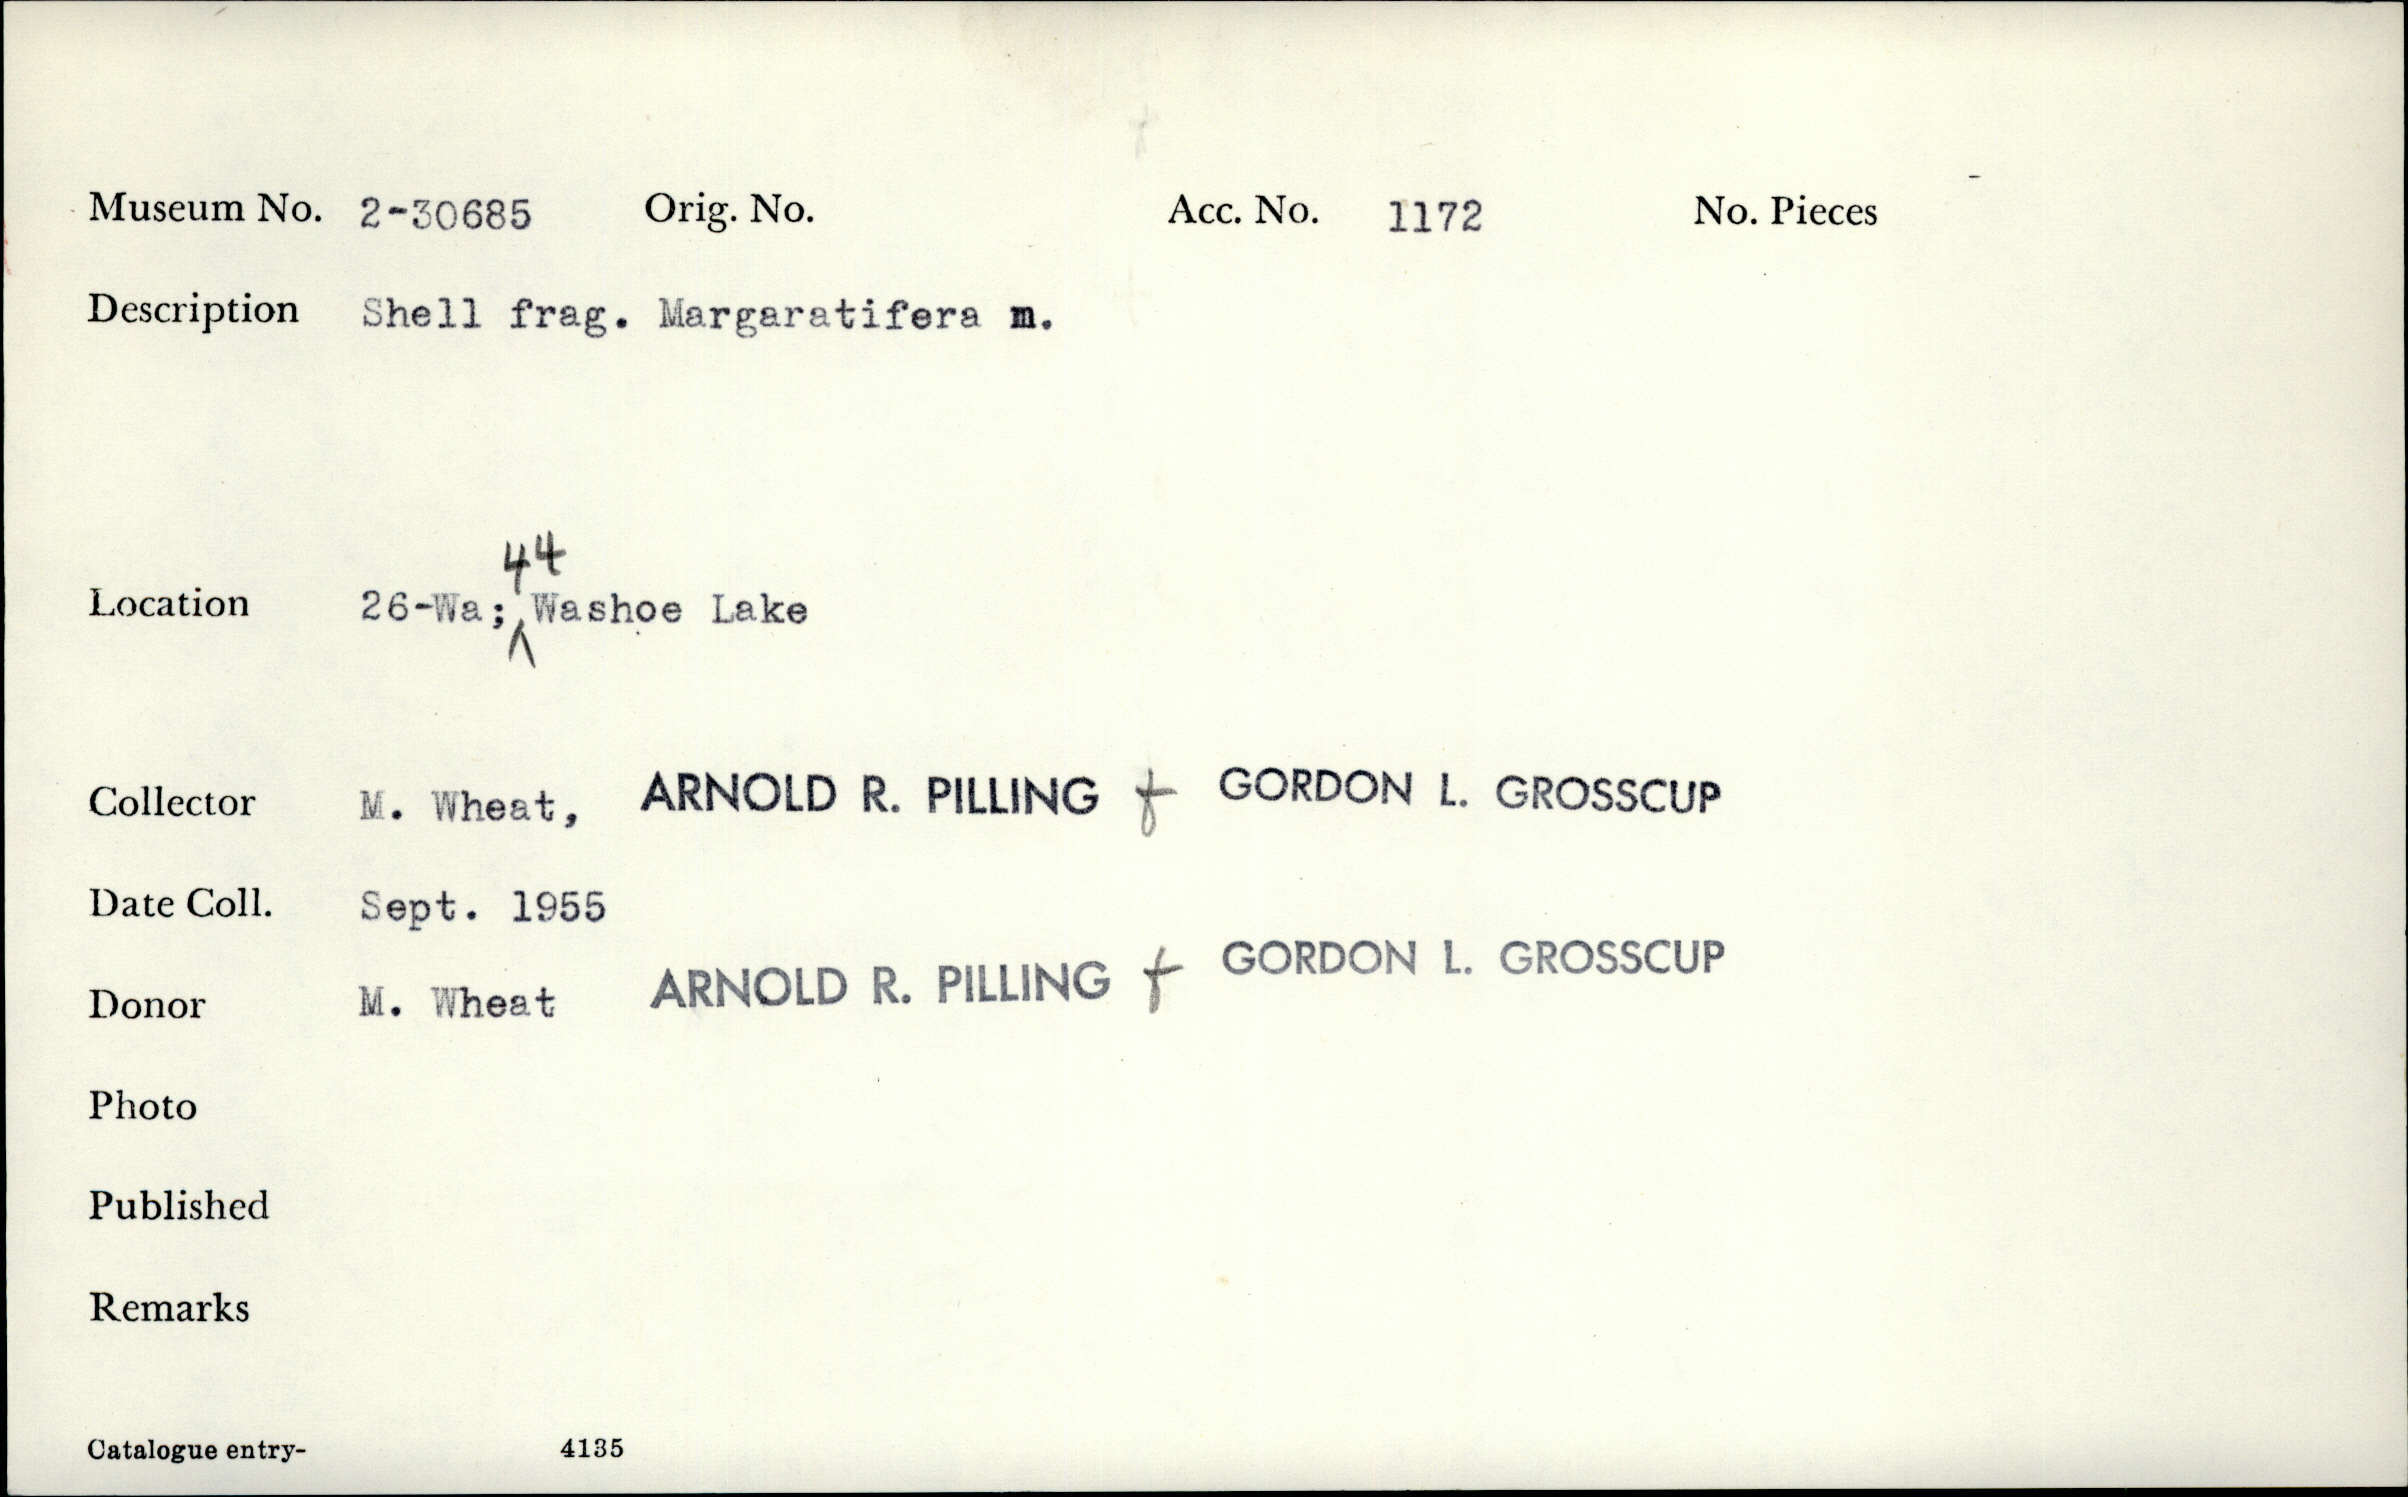 Museum No. 2-30685 Orig. No. Acc. No. 1172 No. Pieces
Description Shell frag. Margaratifera m.
44
Location 26-Wa; Washoe Lake
Collector M. Wheat, ARNOLD R. PILLING + GORDON L. GROSSCUP
Date Coll. Sept. 1955
Donor M. Wheat ARNOLD R. PILLING + GORDON L. GROSSCUP
Photo
Published
Remarks
Catalogue entry- 4135